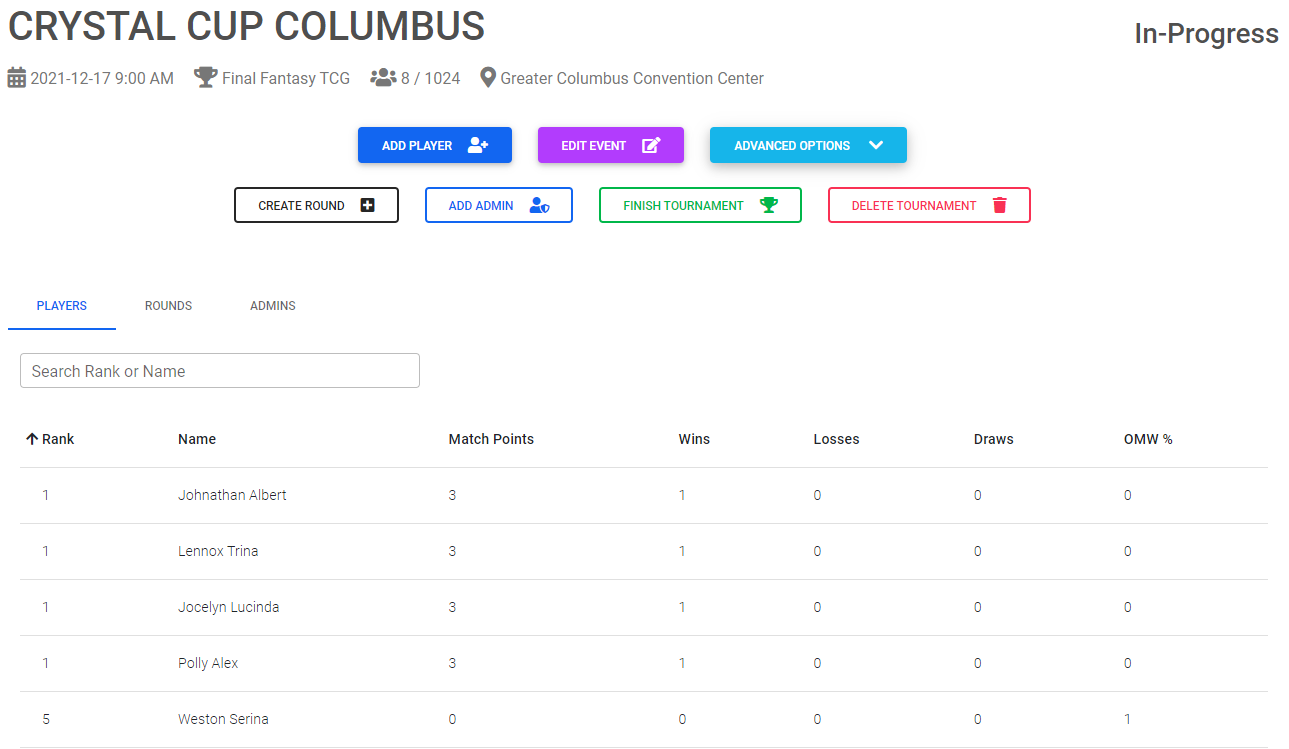 CRYSTAL CUP COLUMBUS
In-Progress
2021-12-17 9:00 AM Final Fantasy TCG 8 / 1024 Greater Columbus Convention Center
ADD PLAYER EDIT EVENT ADVANCED OPTIONS
CREATE ROUND ADD ADMIN FINISH TOURNAMENT DELETE TOURNAMENT
PLAYERS ROUNDS ADMINS
Search Rank or Name
Rank Name Match Points Wins Losses Draws OMW %
1 Johnathan Albert 3 1 0 0 0
1 Lennox Trina 3 1 0 0 0
1 Jocelyn Lucinda 3 1 0 0 0
1 Polly Alex 3 1 0 0 0
5 Weston Serina 0 0 0 0 1